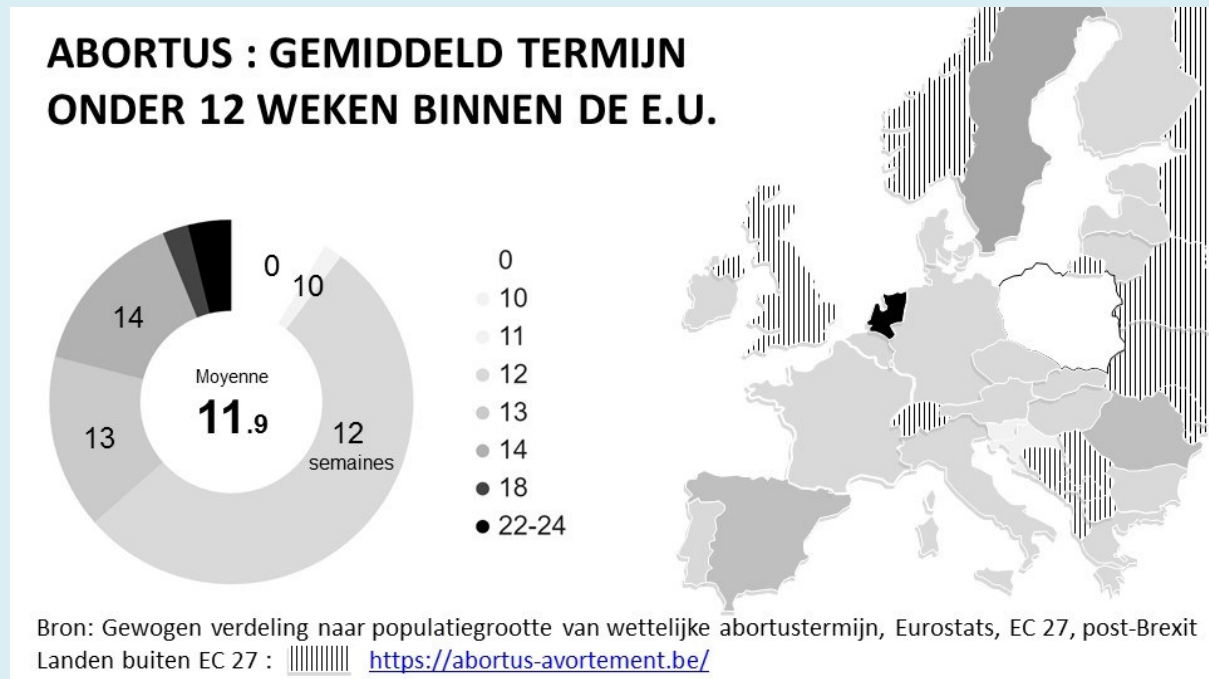 ABORTUS : GEMIDDELD TERMIJN
ONDER 12 WEKEN BINNEN DE E.U.
0
10
14
Moyenne
11.9
13
12
semaines
0
10
11
12
13
14
18
22-24
Bron: Gewogen verdeling naar populatiegrootte van wettelijke abortustermijn, Eurostats, EC 27, post-Brexit
Landen buiten EC 27 : https://abortus-avortement.be/